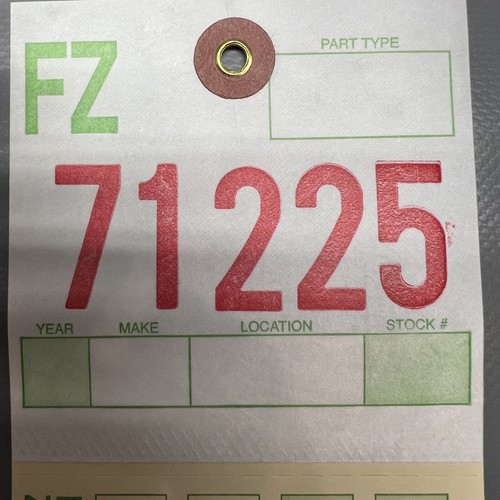 FZ
PART TYPE
71225
YEAR MAKE LOCATION STOCK #